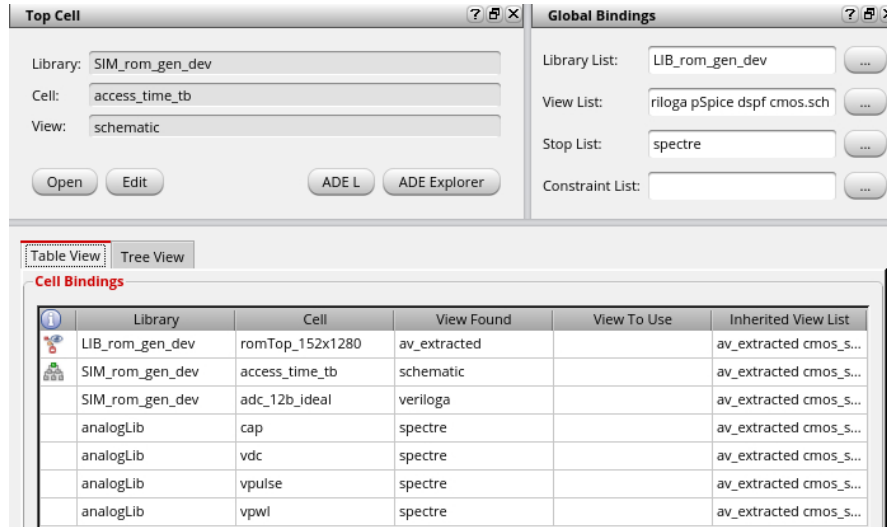 Top Cell
Library: SIM_rom_gen_dev
Cell: access_time_tb
View: schematic
Open Edit ADE L ADE Explorer
Global Bindings
Library List: LIB_rom_gen_dev ...
View List: riloga pSpice dspf cmos.sch ...
Stop List: spectre ...
Constraint List: ...
Table View Tree View
Cell Bindings
Library Cell View Found View To Use Inherited View List
LIB_rom_gen_dev romTop_152x1280 av_extracted av_extracted cmos_s...
SIM_rom_gen_dev access_time_tb schematic av_extracted cmos_s...
SIM_rom_gen_dev adc_12b_ideal veriloga av_extracted cmos_s...
analogLib cap spectre av_extracted cmos_s...
analogLib vdc spectre av_extracted cmos_s...
analogLib vpulse spectre av_extracted cmos_s...
analogLib vpwl spectre av_extracted cmos_s...